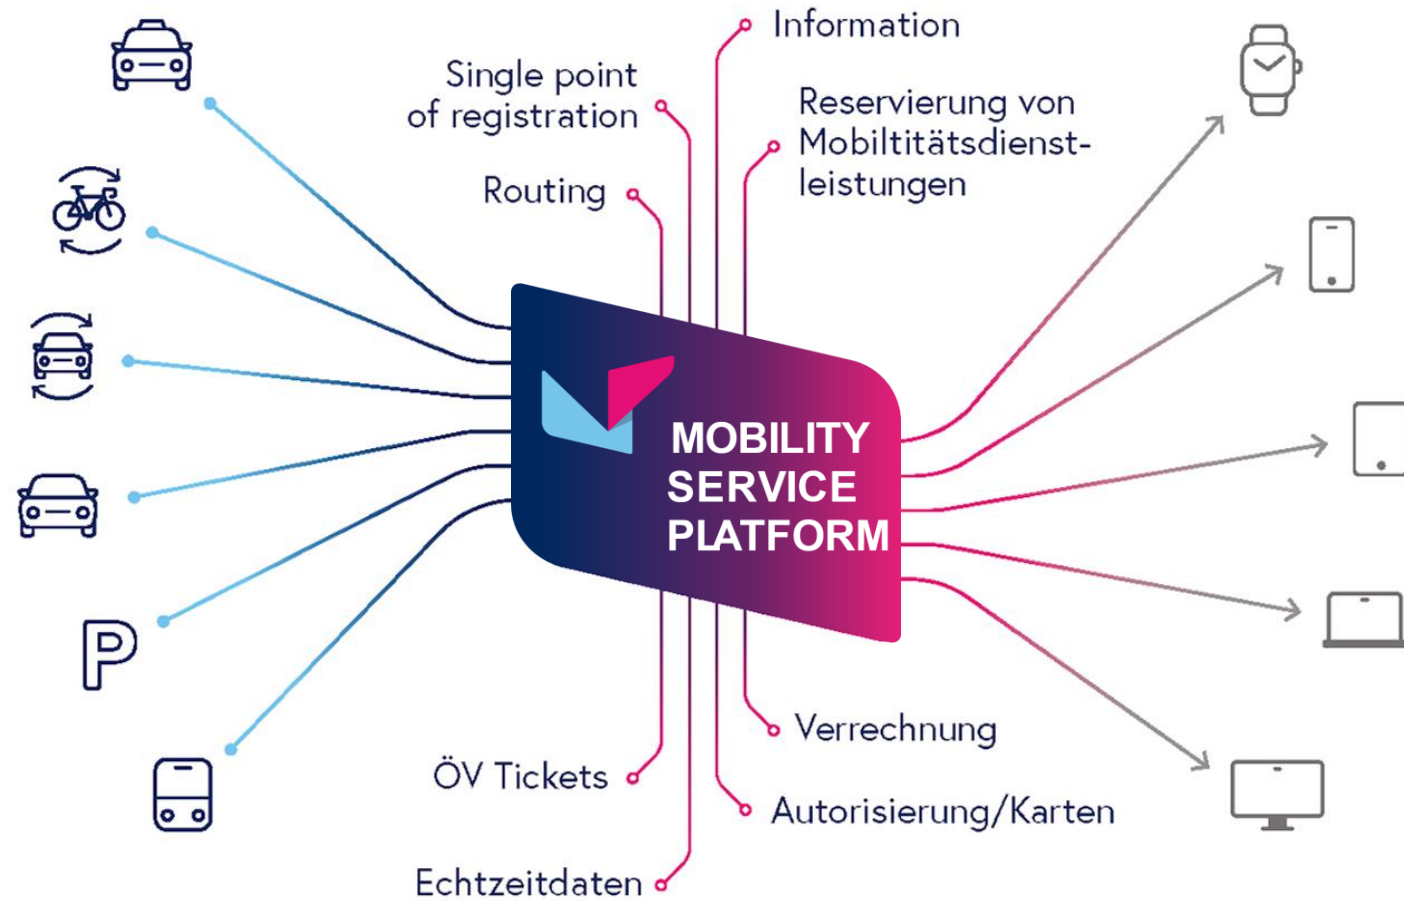 Information
Single point
of registration
Reservierung von
Mobiltitätsdienst-
leistungen
Routing
MOBILITY
SERVICE
PLATFORM
P
Verrechnung
ÖV Tickets
Autorisierung/Karten
Echtzeitdaten